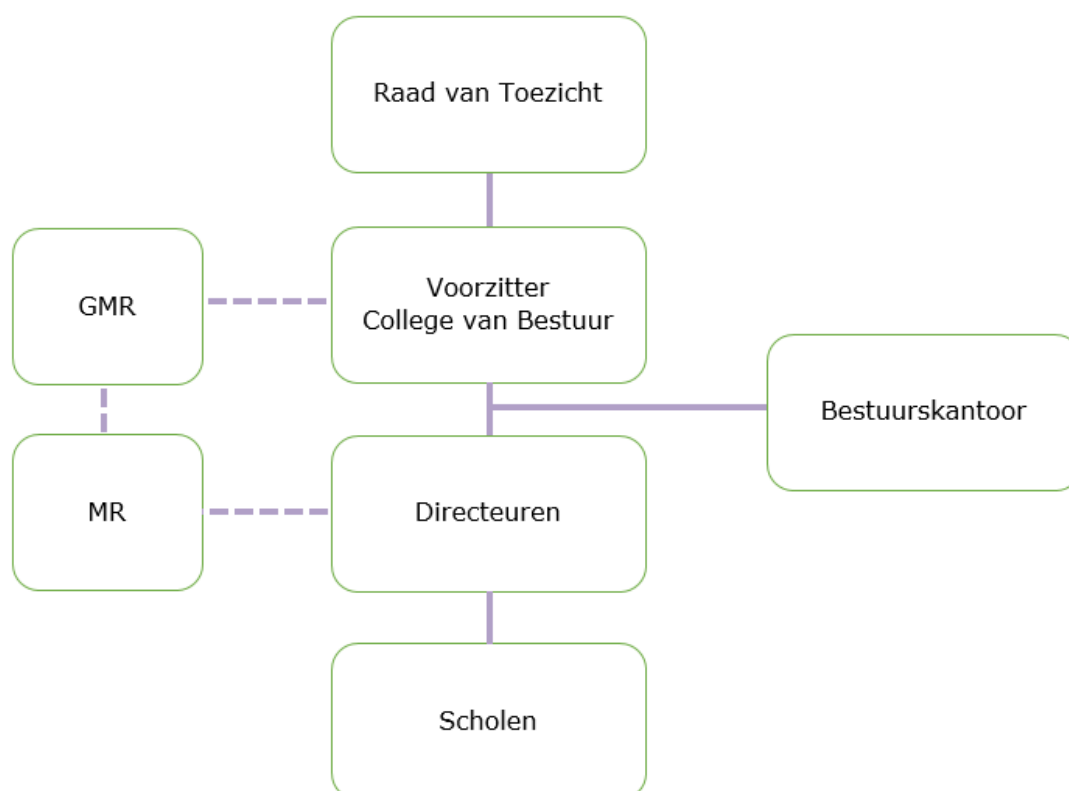 Raad van Toezicht
GMR
Voorzitter
College van Bestuur
Bestuurskantoor
MR
Directeuren
Scholen